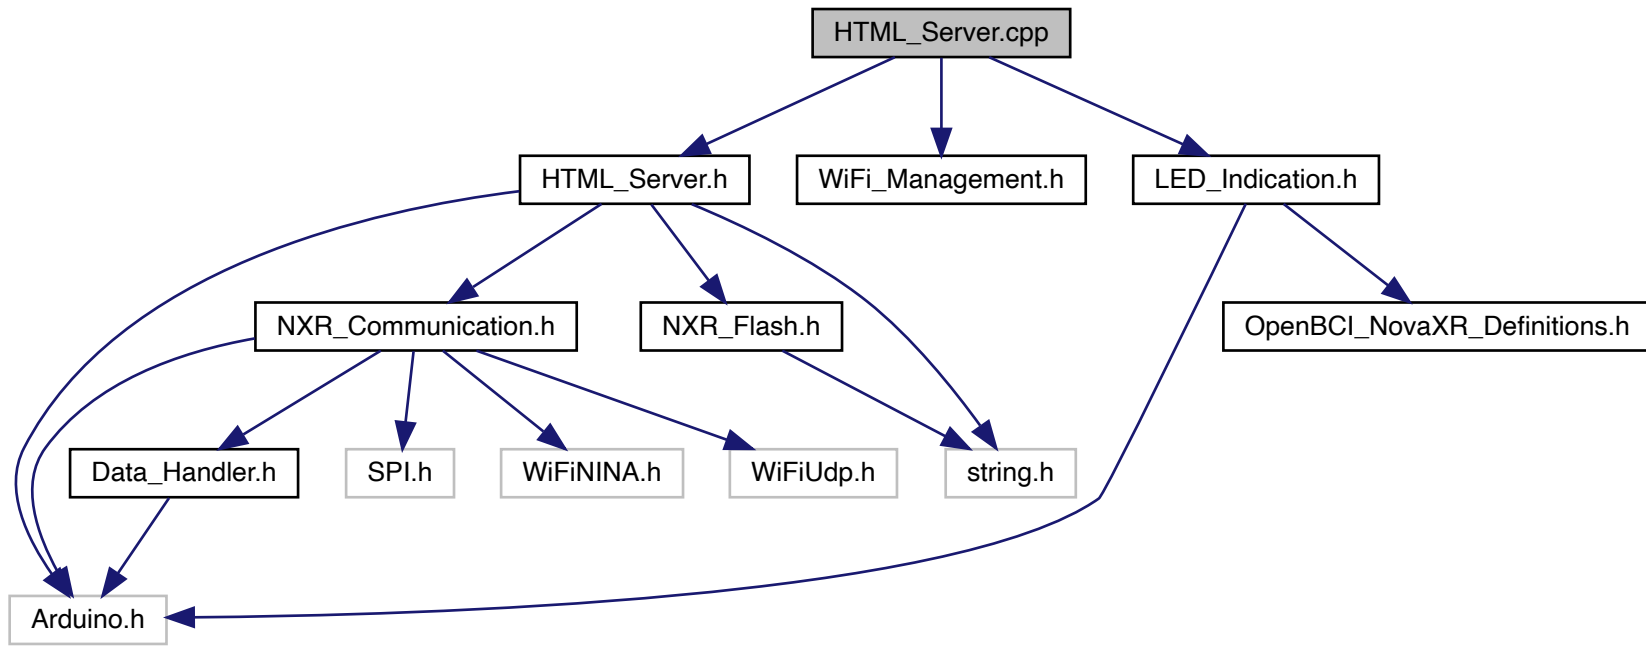 HTML_Server.cpp
HTML_Server.h
WiFi_Management.h
LED_Indication.h
NXR_Communication.h
NXR_Flash.h
OpenBCI_NovaXR_Definitions.h
Data_Handler.h
SPI.h
WiFiNINA.h
WiFiUdp.h
string.h
Arduino.h